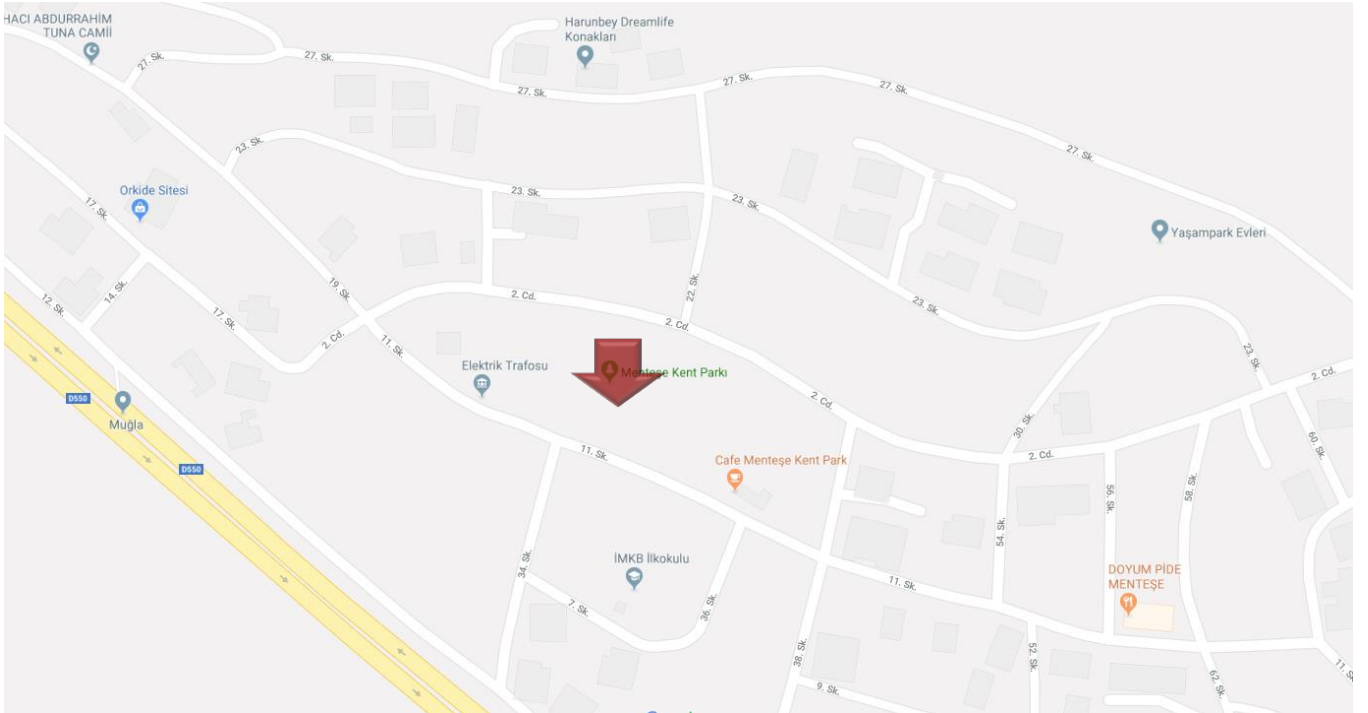 HACI ABDURRAHİM
TUNA CAMİİ
Harunbey Dreamlife
Konakları
27. Sk.
27. Sk.
27. Sk.
27. Sk.
27. Sk.
27. Sk.
23. Sk.
Orkide Sitesi
17. Sk.
23. Sk.
23. Sk.
Yaşampark Evleri
12. Sk.
14. Sk.
19. Sk.
22. Sk.
2. Cd.
2. Cd.
23. Sk.
17. Sk.
2. Cd.
11. Sk.
23. Sk.
Elektrik Trafosu
Menteşe Kent Parkı
2. Cd.
D550
Muğla
2. Cd.
30. Sk.
60. Sk.
D550
11. Sk.
Cafe Menteşe Kent Park
2. Cd.
56. Sk.
58. Sk.
54. Sk.
34. Sk.
İMKB İlkokulu
7. Sk.
36. Sk.
11. Sk.
DOYUM PİDE
MENTEŞE
38. Sk.
52. Sk.
9. Sk.
62. Sk.
11. Sk.